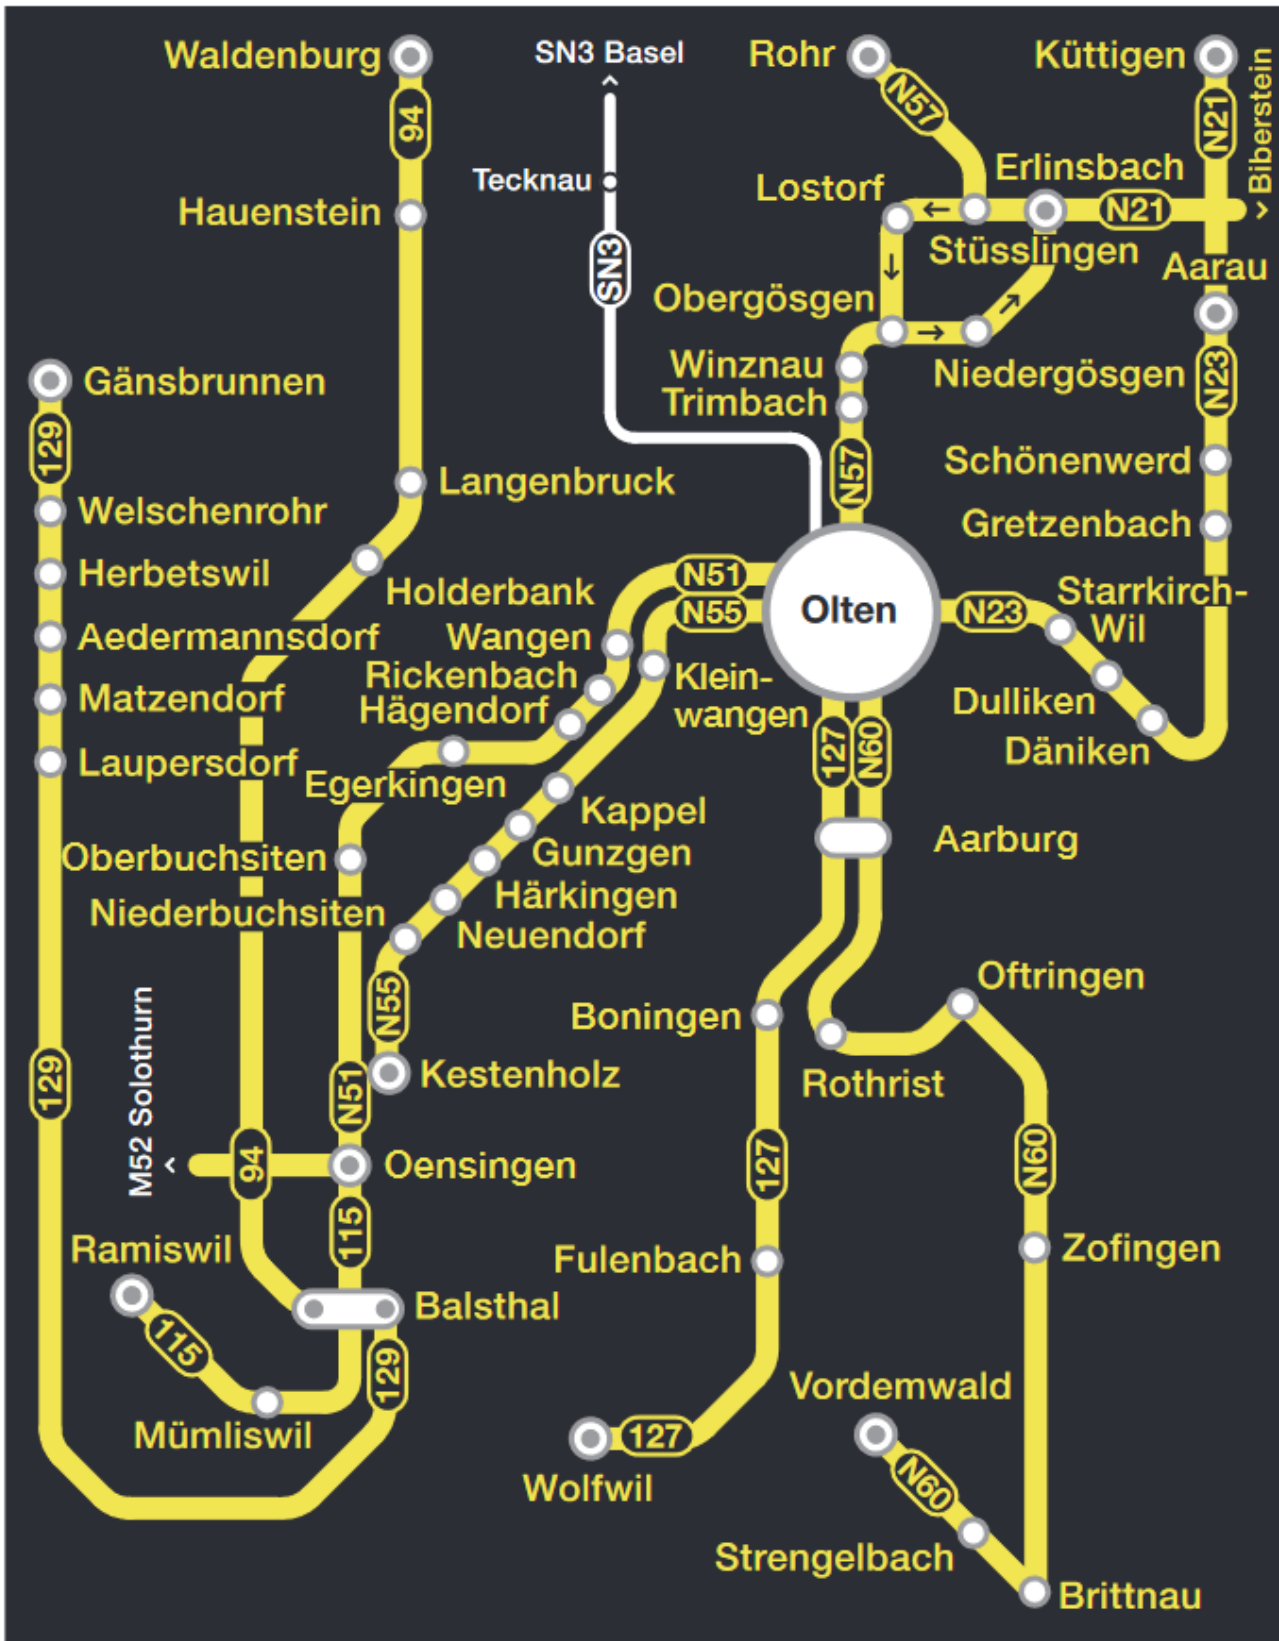 Waldenburg
SN3 Basel
Rohr
Küttigen
94
N57
N21
Biberstein
Tecknau
Erlinsbach
Hauenstein
Lostorf
N21
Stüsslingen
SN3
Aarau
Obergösgen
Gänsbrunnen
Winznau
Niedergösgen
N23
Trimbach
129
Langenbruck
N57
Schönenwerd
Welschenrohr
Gretzenbach
Herbetswil
Holderbank
N51
Olten
N23
Starrkirch-
Wil
N55
Aedermannsdorf
Wangen
Rickenbach
Klein-
wangen
Matzendorf
Hägendorf
Dulliken
Däniken
127
N60
Laupersdorf
Egerkingen
Kappel
Aarburg
Oberbuchsiten
Gunzgen
Härkingen
Niederbuchsiten
Neuendorf
Oftringen
N55
Boningen
M52 Solothurn
129
N51
Kestenholz
Rothrist
94
Oensingen
127
N60
115
Ramiswil
Fulenbach
Zofingen
Balsthal
115
129
Vordemwald
Mümliswil
127
Wolfwil
N60
Strengelbach
Brittnau